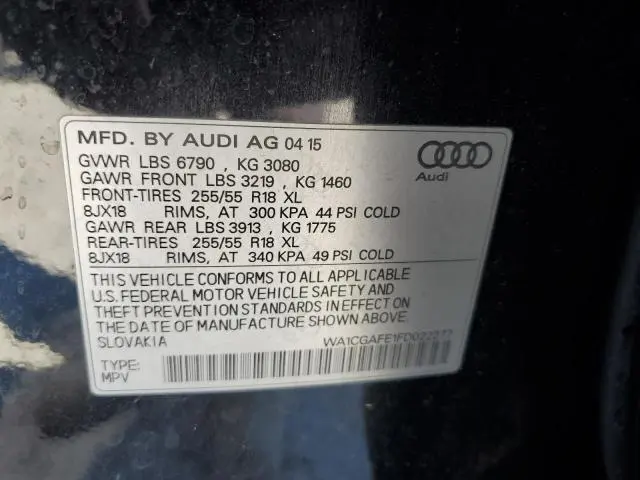 MFD. BY AUDI AG 04 15
GVWR LBS 6790 , KG 3080
GAWR FRONT LBS 3219 , KG 1460
FRONT-TIRES 255/55 R18 XL
8JX18 RIMS, AT 300 KPA 44 PSI COLD
GAWR REAR LBS 3913 , KG 1775
REAR-TIRES 255/55 R18 XL
8JX18 RIMS, AT 340 KPA 49 PSI COLD
Audi
THIS VEHICLE CONFORMS TO ALL APPLICABLE
U.S. FEDERAL MOTOR VEHICLE SAFETY AND
THEFT PREVENTION STANDARDS IN EFFECT ON
THE DATE OF MANUFACTURE SHOWN ABOVE.
SLOVAKIA
TYPE:
MPV